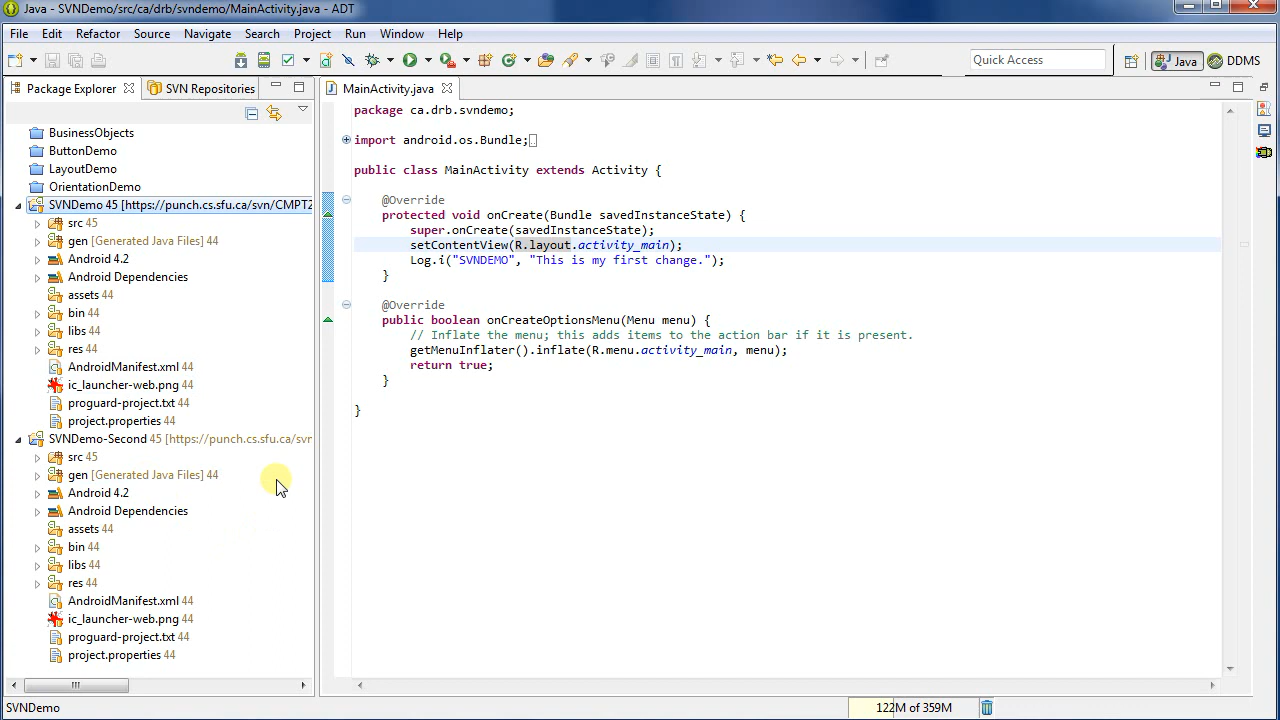 Java - SVNDemo/src/ca/drb/svndemo/MainActivity.java - ADT
File Edit Refactor Source Navigate Search Project Run Window Help
Quick Access
Java
DDMS
Package Explorer
SVN Repositories
MainActivity.java
BusinessObjects
ButtonDemo
LayoutDemo
OrientationDemo
SVNDemo 45 [https://punch.cs.sfu.ca/svn/CMPT2
src 45
gen [Generated Java Files] 44
Android 4.2
Android Dependencies
assets 44
bin 44
libs 44
res 44
AndroidManifest.xml 44
ic_launcher-web.png 44
proguard-project.txt 44
project.properties 44
SVNDemo-Second 45 [https://punch.cs.sfu.ca/svn
src 45
gen [Generated Java Files] 44
Android 4.2
Android Dependencies
assets 44
bin 44
libs 44
res 44
AndroidManifest.xml 44
ic_launcher-web.png 44
proguard-project.txt 44
project.properties 44
package ca.drb.svndemo;
import android.os.Bundle;
public class MainActivity extends Activity {
@Override
protected void onCreate(Bundle savedInstanceState) {
super.onCreate(savedInstanceState);
setContentView(R.layout.activity_main);
Log.i("SVNDEMO", "This is my first change.");
}
@Override
public boolean onCreateOptionsMenu(Menu menu) {
// Inflate the menu; this adds items to the action bar if it is present.
getMenuInflater().inflate(R.menu.activity_main, menu);
return true;
}
}
SVNDemo
122M of 359M